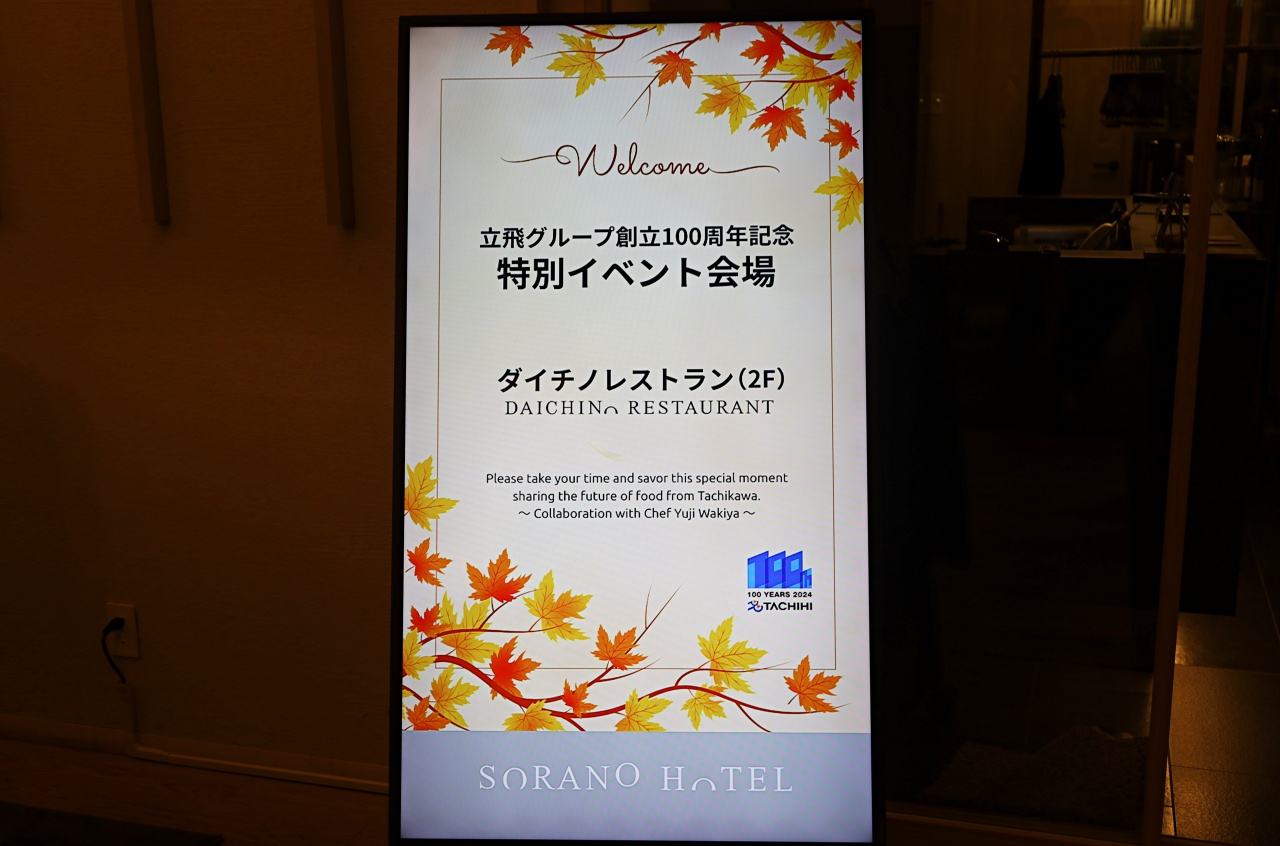 Welcome
立飛グループ創立100周年記念
特別イベント会場
ダイチノレストラン(2F)
DAICHINO RESTAURANT
Please take your time and savor this special moment
sharing the future of food from Tachikawa.
～ Collaboration with Chef Yuji Wakiya ～
100th
100 YEARS 2024
TACHIHI
SORANO HOTEL